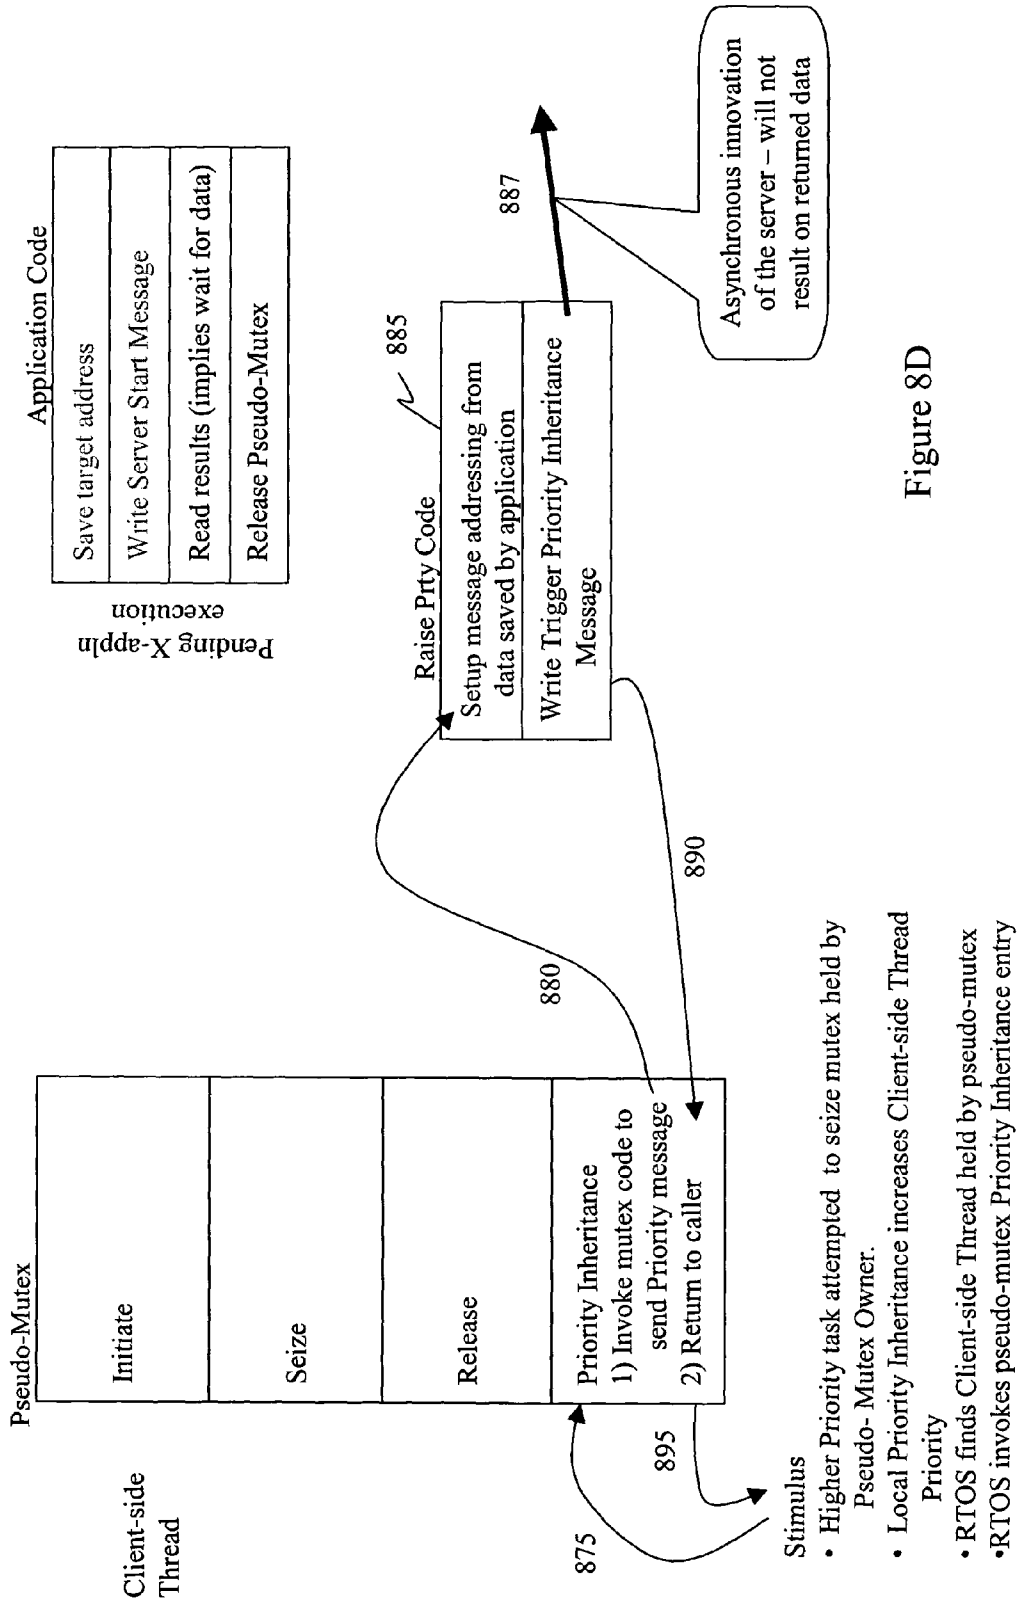 Client-side
Thread
Pseudo-Mutex
Initiate
Seize
Release
Priority Inheritance
1) Invoke mutex code to
send Priority message
2) Return to caller
875
895
880
890
Stimulus
• Higher Priority task attempted to seize mutex held by
Pseudo- Mutex Owner.
• Local Priority Inheritance increases Client-side Thread
Priority
• RTOS finds Client-side Thread held by pseudo-mutex
•RTOS invokes pseudo-mutex Priority Inheritance entry
Pending X-appln
execution
Application Code
Save target address
Write Server Start Message
Read results (implies wait for data)
Release Pseudo-Mutex
Raise Prty Code
885
Setup message addressing from
data saved by application
Write Trigger Priority Inheritance
Message
887
Asynchronous innovation
of the server – will not
result on returned data
Figure 8D